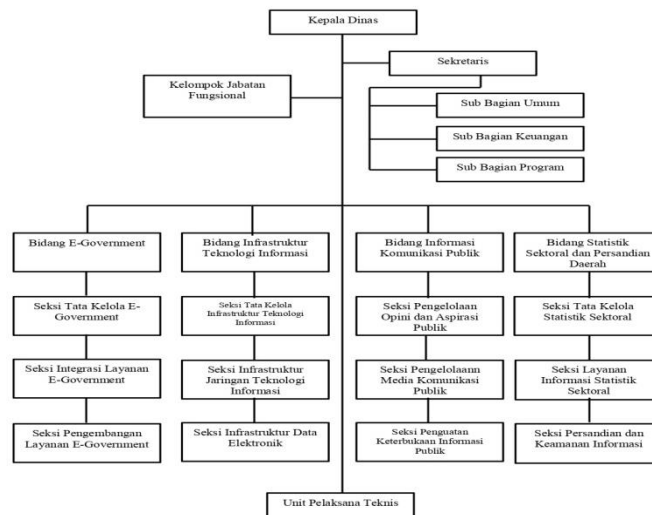 Kepala Dinas
Sekretaris
Kelompok Jabatan
Fungsional
Sub Bagian Umum
Sub Bagian Keuangan
Sub Bagian Program
Bidang E-Government
Seksi Tata Kelola E-
Government
Seksi Integrasi Layanan
E-Government
Seksi Pengembangan
Layanan E-Government
Bidang Infrastruktur
Teknologi Informasi
Seksi Tata Kelola
Infrastruktur Teknologi
Informasi
Seksi Infrastruktur
Jaringan Teknologi
Informasi
Seksi Infrastruktur Data
Elektronik
Bidang Informasi
Komunikasi Publik
Seksi Pengelolaan
Opini dan Aspirasi
Publik
Seksi Pengelolaann
Media Komunikasi
Publik
Seksi Penguatan
Keterbukaan Informasi
Publik
Bidang Statistik
Sektoral dan Persandian
Daerah
Seksi Tata Kelola
Statistik Sektoral
Seksi Layanan
Informasi Statistik
Sektoral
Seksi Persandian dan
Keamanan Informasi
Unit Pelaksana Teknis